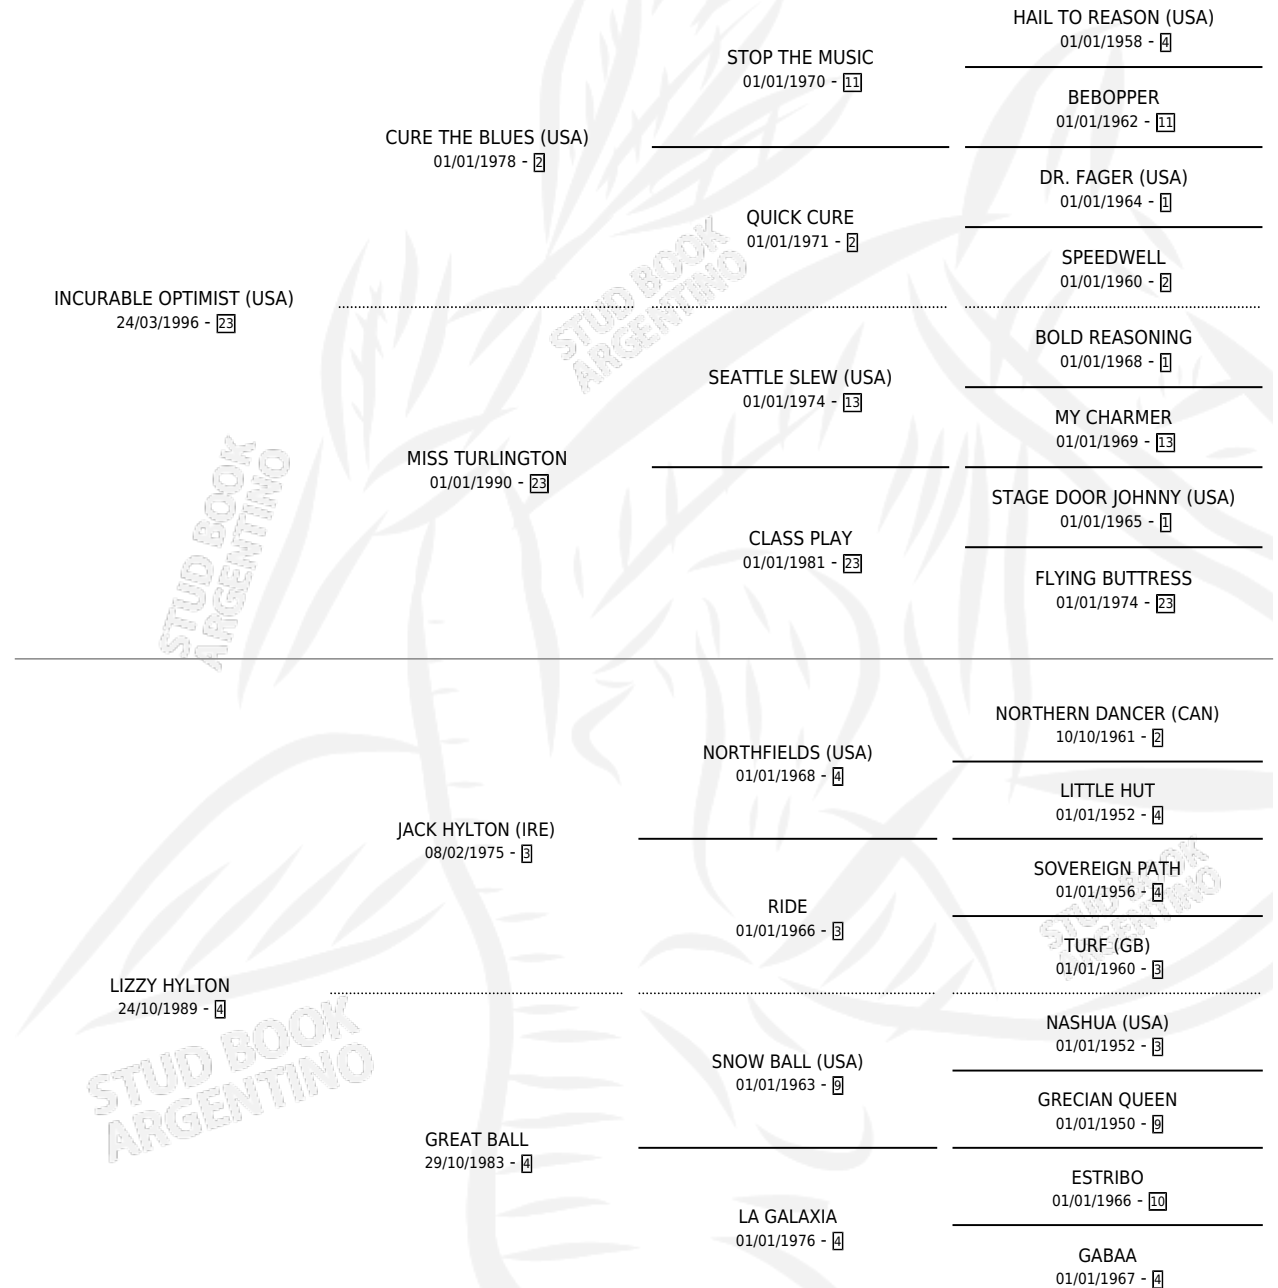 HAIL TO REASON (USA)
01/01/1958 - 4
STOP THE MUSIC
01/01/1970 - 11
BEBOPPER
01/01/1962 - 11
CURE THE BLUES (USA)
01/01/1978 - 2
DR. FAGER (USA)
01/01/1964 - 1
QUICK CURE
01/01/1971 - 2
SPEEDWELL
01/01/1960 - 2
INCURABLE OPTIMIST (USA)
24/03/1996 - 23
BOLD REASONING
01/01/1968 - 1
SEATTLE SLEW (USA)
01/01/1974 - 13
MY CHARMER
01/01/1969 - 13
MISS TURLINGTON
01/01/1990 - 23
STAGE DOOR JOHNNY (USA)
01/01/1965 - 1
CLASS PLAY
01/01/1981 - 23
FLYING BUTTRESS
01/01/1974 - 23
NORTHERN DANCER (CAN)
10/10/1961 - 2
NORTHFIELDS (USA)
01/01/1968 - 4
LITTLE HUT
01/01/1952 - 4
JACK HYLTON (IRE)
08/02/1975 - 3
SOVEREIGN PATH
01/01/1956 - 4
RIDE
01/01/1966 - 3
TURF (GB)
01/01/1960 - 3
LIZZY HYLTON
24/10/1989 - 4
NASHUA (USA)
01/01/1952 - 3
SNOW BALL (USA)
01/01/1963 - 9
GRECIAN QUEEN
01/01/1950 - 9
GREAT BALL
29/10/1983 - 4
ESTRIBO
01/01/1966 - 10
LA GALAXIA
01/01/1976 - 4
GABAA
01/01/1967 - 4
STUD BOOK
ARGENTINO
STUD BOOK
ARGENTINO
STUD BOOK
ARGENTINO
STUD BOOK
ARGENTINO